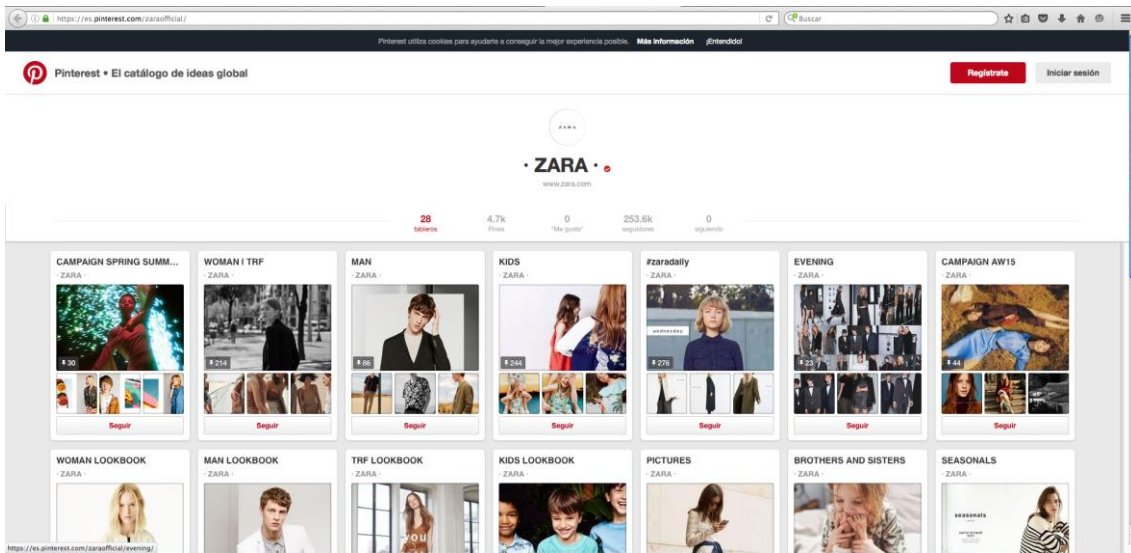 https://es.pinterest.com/zaraofficial/
Buscar
Pinterest utiliza cookies para ayudarte a conseguir la mejor experiencia posible. Más información ¡Entendido!
Pinterest • El catálogo de ideas global
Regístrate
Iniciar sesión
ZARA
· ZARA ·
www.zara.com
28 4.7k 0 253.6k 0
tableros Pines "Me gusta" seguidores siguiendo
CAMPAIGN SPRING SUMM... WOMAN I TRF MAN KIDS #zaradaily EVENING CAMPAIGN AW15
· ZARA · · ZARA · · ZARA · · ZARA · · ZARA · · ZARA · · ZARA ·
wednesday
30 214 86 244 276 23 44
Seguir Seguir Seguir Seguir Seguir Seguir Seguir
WOMAN LOOKBOOK MAN LOOKBOOK TRF LOOKBOOK KIDS LOOKBOOK PICTURES BROTHERS AND SISTERS SEASONALS
· ZARA · · ZARA · · ZARA · · ZARA · · ZARA · · ZARA · · ZARA ·
seasonals
you
https://es.pinterest.com/zaraofficial/evening/